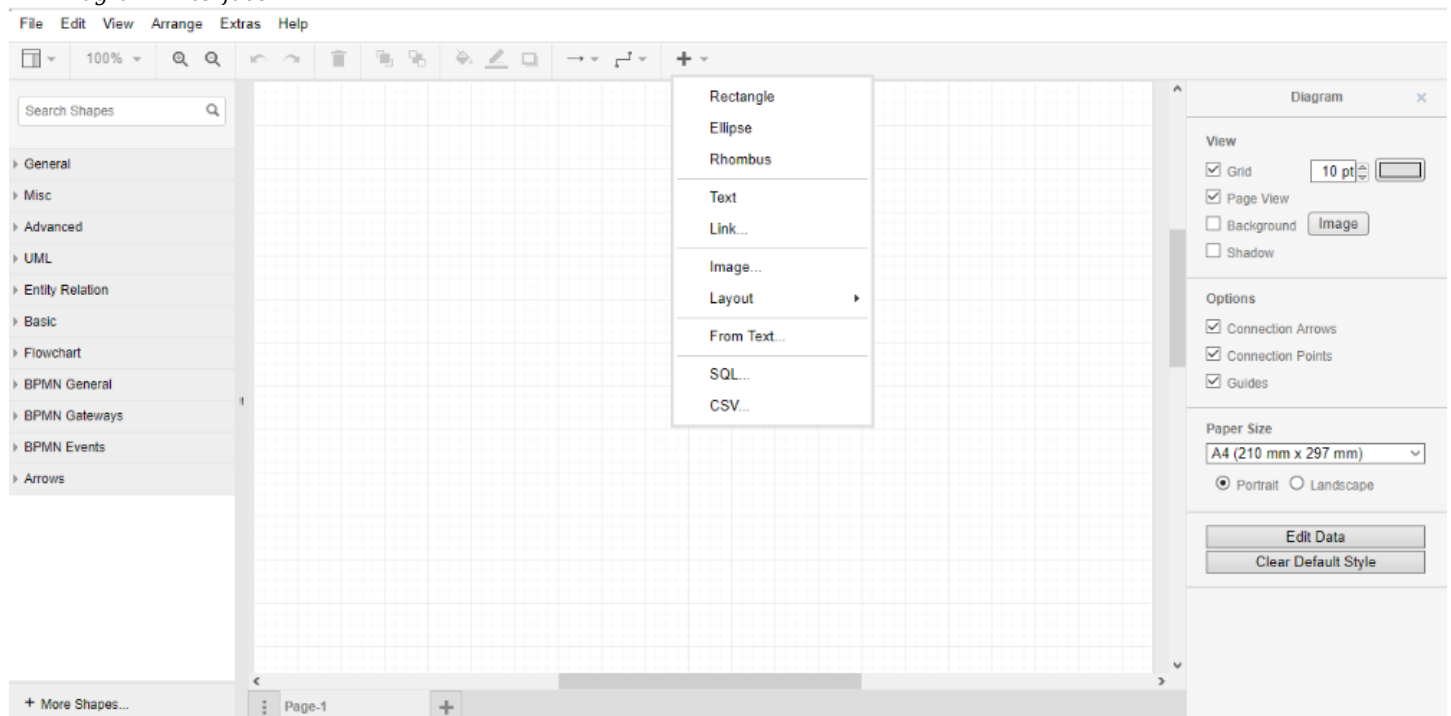 File Edit View Arrange Extras Help
100%
Search Shapes
General
Misc
Advanced
UML
Entity Relation
Basic
Flowchart
BPMN General
BPMN Gateways
BPMN Events
Arrows
+ More Shapes...
Rectangle
Ellipse
Rhombus
Text
Link...
Image...
Layout
From Text...
SQL...
CSV...
Page-1
Diagram
View
Grid 10 pt
Page View
Background Image
Shadow
Options
Connection Arrows
Connection Points
Guides
Paper Size
A4 (210 mm x 297 mm)
Portrait Landscape
Edit Data
Clear Default Style